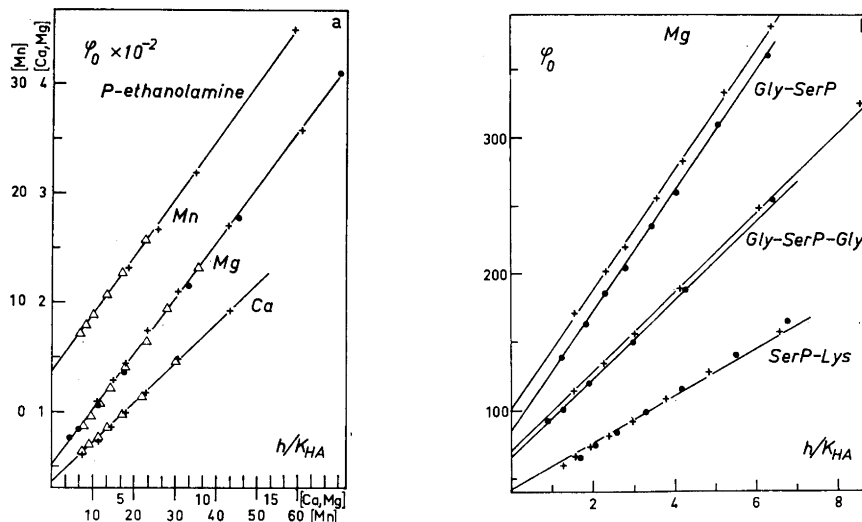 a
[Mn]
[Ca,Mg]
φ₀ ×10⁻²
P-ethanolamine
30 4
20 3
10 2
0 1
Mn
Mg
Ca
h/K_HA
5 10 15 [Ca,Mg]
10 20 30 40 50 60 [Mn]
Mg
φ₀
Gly-SerP
300
Gly-SerP-Gly
200
SerP-Lys
100
h/K_HA
2 4 6 8